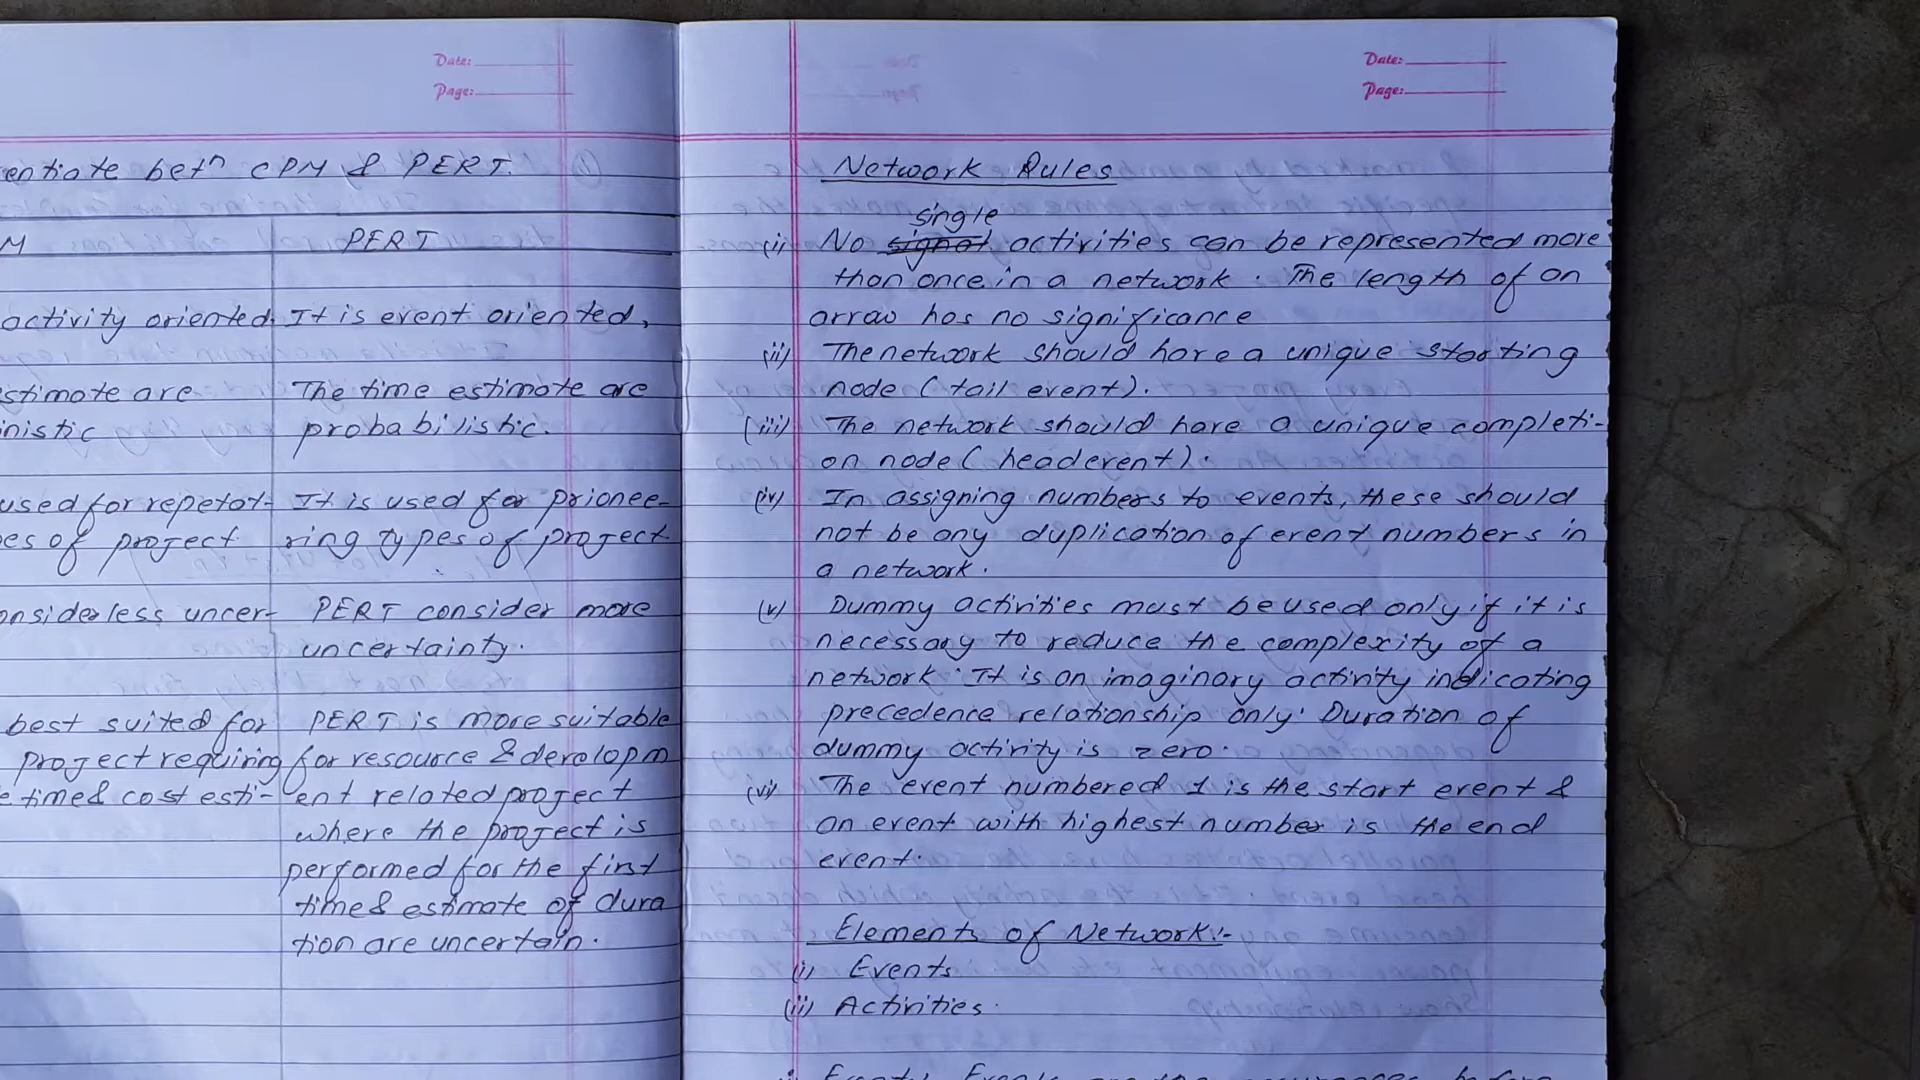 Date:
Page:
entiate betn CPM & PERT.
M PERT
activity oriented. It is event oriented,
stimate are The time estimate are
nistic probabilistic.
used for repetat- It is used for prionee-
es of project ring types of project
onsiderless uncer- PERT consider more
uncertainty.
best suited for PERT is more suitable
project requiring for resource & developm
e time & cost esti- ent related project
where the project is
performed for the first
time & estimate of dura
tion are uncertain.
Date:
Page:
Network Rules
single
(i) No activities can be represented more
than once in a network. The length of an
arrao has no significance
(ii) The network should have a unique starting
node (tail event).
(iii) The network should have a unique completi-
on node (head event).
(iv) In assigning numbers to events, these should
not be any duplication of event numbers in
a network.
(v) Dummy activities must be used only if it is
necessary to reduce the complexity of a
network. It is an imaginary activity indicating
precedence relationship only. Duration of
dummy activity is zero.
(vi) The event numbered 1 is the start event &
an event with highest number is the end
event.
Elements of Network:-
(i) Events
(ii) Activities.